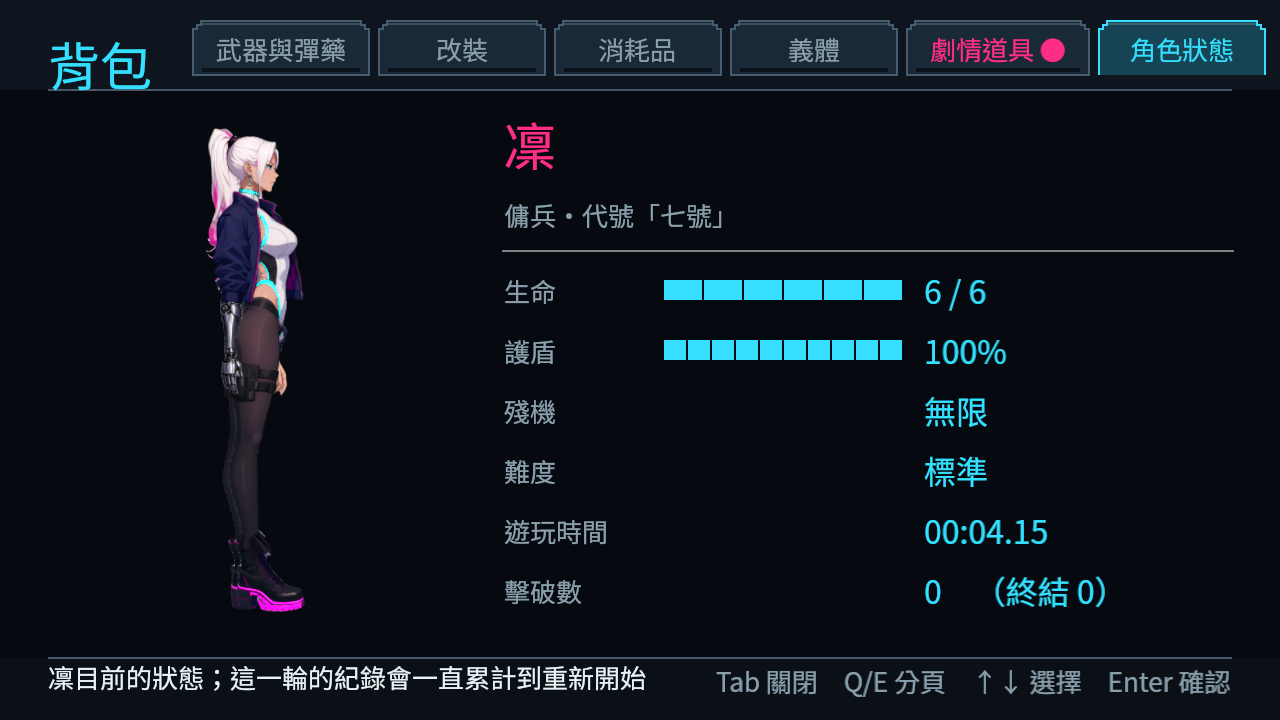 背包
武器與彈藥
改裝
消耗品
義體
劇情道具
角色狀態
凜
傭兵・代號「七號」
生命 6 / 6
護盾 100%
殘機 無限
難度 標準
遊玩時間 00:04.15
擊破數 0 （終結 0）
凜目前的狀態；這一輪的紀錄會一直累計到重新開始
Tab 關閉 Q/E 分頁 ↑↓ 選擇 Enter 確認